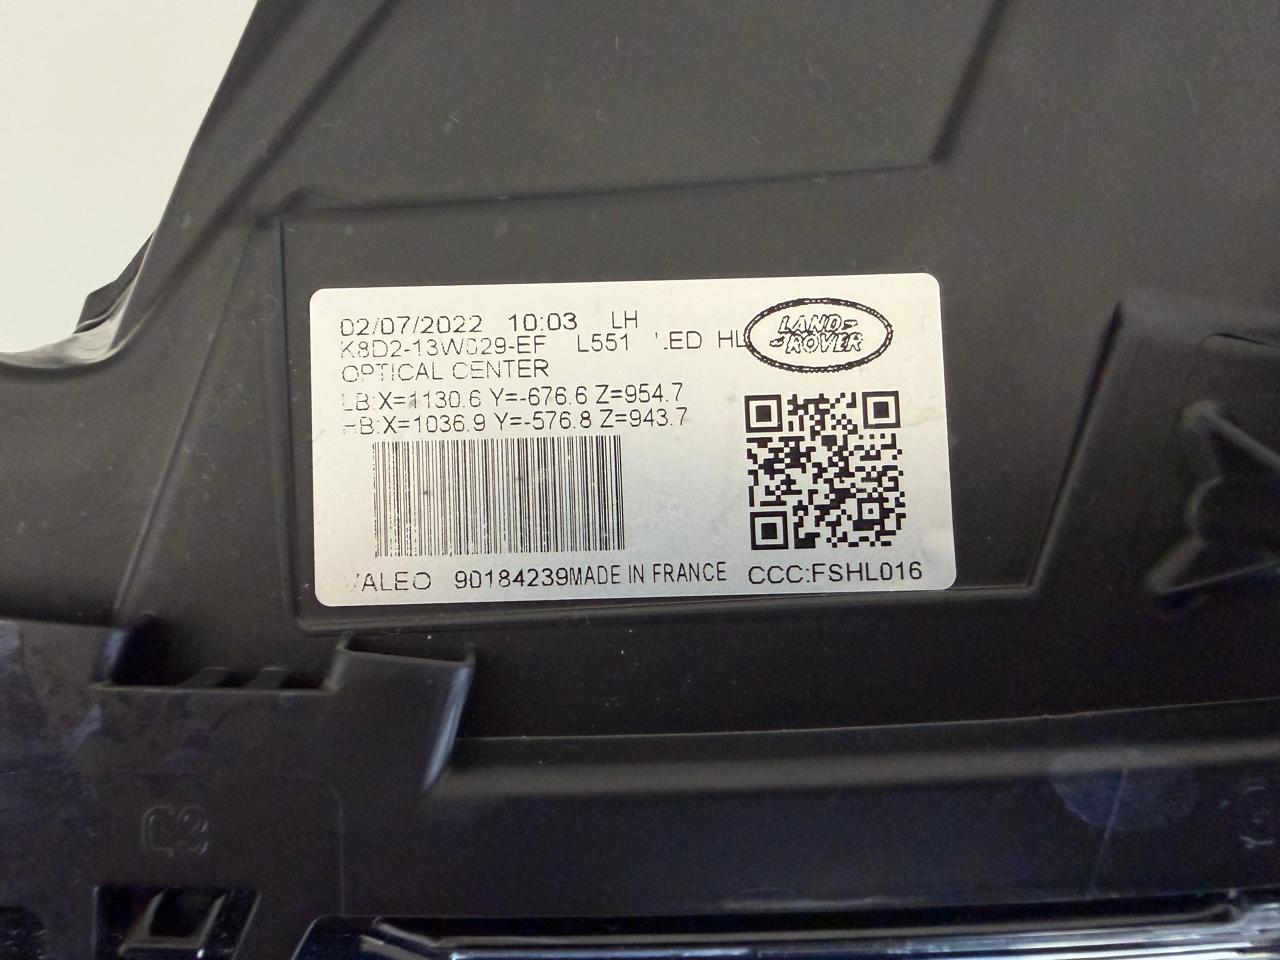 02/07/2022 10:03 LH
K8D2-13W029-EF L551 LED HL
LAND-
-ROVER
OPTICAL CENTER
LB:X=1130.6 Y=-676.6 Z=954.7
HB:X=1036.9 Y=-576.8 Z=943.7
VALEO 90184239MADE IN FRANCE CCC:FSHL016
C3